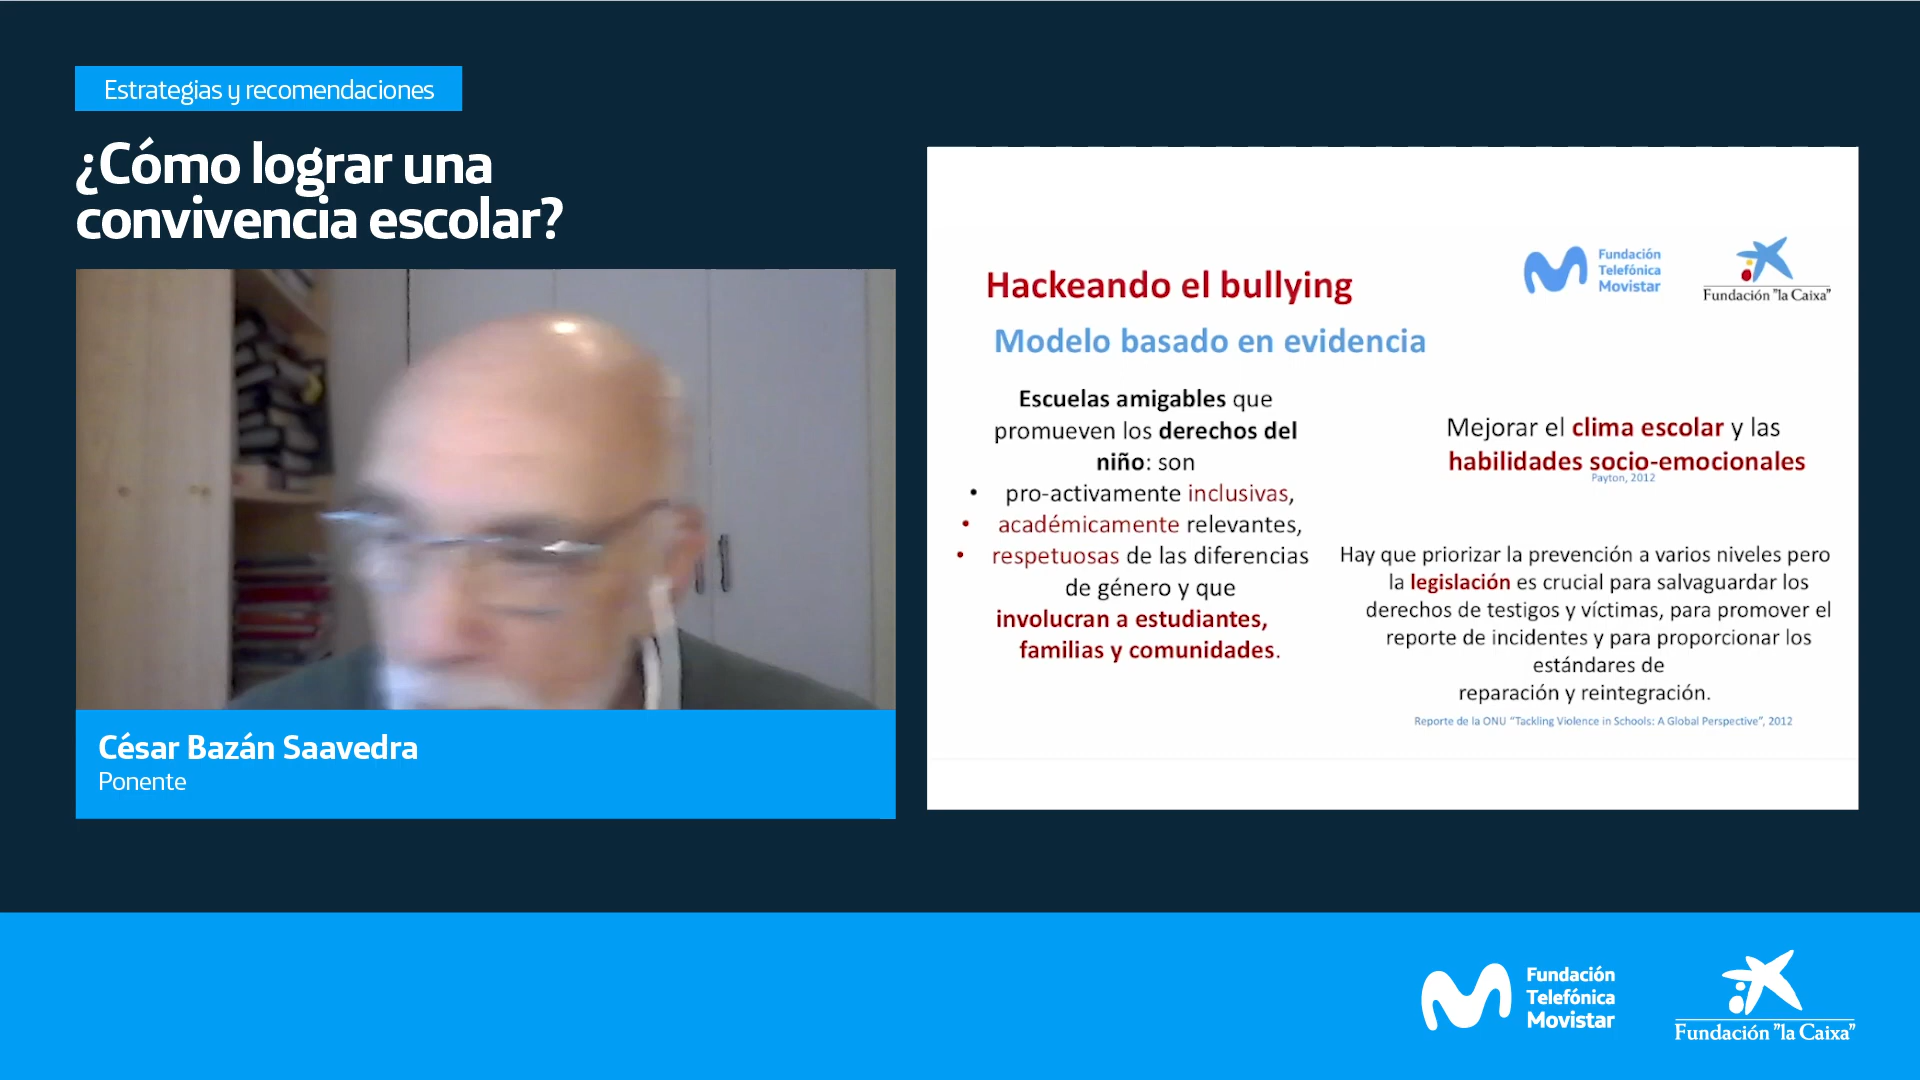 Estrategias y recomendaciones
¿Cómo lograr una
convivencia escolar?
César Bazán Saavedra
Ponente
Hackeando el bullying
Modelo basado en evidencia
Fundación
Telefónica
Movistar
Fundación "la Caixa"
Escuelas amigables que
promueven los derechos del
niño: son
• pro-activamente inclusivas,
• académicamente relevantes,
• respetuosas de las diferencias
de género y que
involucran a estudiantes,
familias y comunidades.
Mejorar el clima escolar y las
habilidades socio-emocionales
Payton, 2012
Hay que priorizar la prevención a varios niveles pero
la legislación es crucial para salvaguardar los
derechos de testigos y víctimas, para promover el
reporte de incidentes y para proporcionar los
estándares de
reparación y reintegración.
Reporte de la ONU "Tackling Violence in Schools: A Global Perspective", 2012
Fundación
Telefónica
Movistar
Fundación "la Caixa"